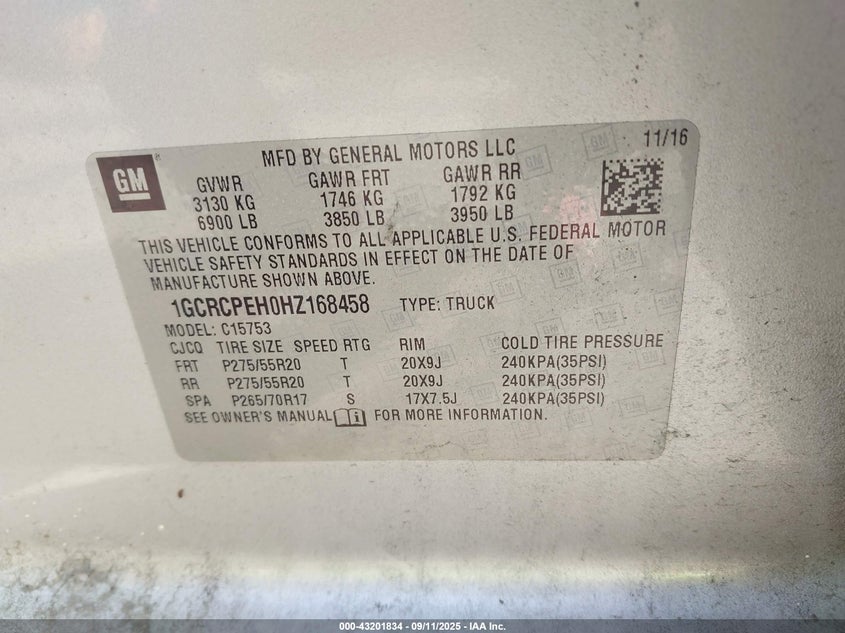 GM
MFD BY GENERAL MOTORS LLC
11/16
GVWR GAWR FRT GAWR RR
3130 KG 1746 KG 1792 KG
6900 LB 3850 LB 3950 LB
THIS VEHICLE CONFORMS TO ALL APPLICABLE U.S. FEDERAL MOTOR
VEHICLE SAFETY STANDARDS IN EFFECT ON THE DATE OF
MANUFACTURE SHOWN ABOVE.
1GCRCPEH0HZ168458 TYPE: TRUCK
MODEL: C15753
CJCQ TIRE SIZE SPEED RTG RIM COLD TIRE PRESSURE
FRT P275/55R20 T 20X9J 240KPA(35PSI)
RR P275/55R20 T 20X9J 240KPA(35PSI)
SPA P265/70R17 S 17X7.5J 240KPA(35PSI)
SEE OWNER'S MANUAL FOR MORE INFORMATION.
000-43201834 - 09/11/2025 - IAA Inc.